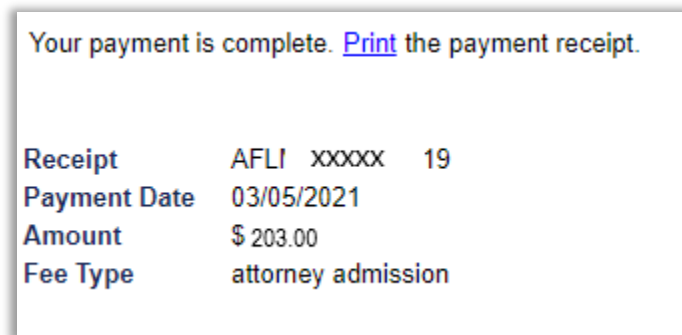 Your payment is complete. Print the payment receipt.
Receipt AFLI xxxxx 19
Payment Date 03/05/2021
Amount $ 203.00
Fee Type attorney admission